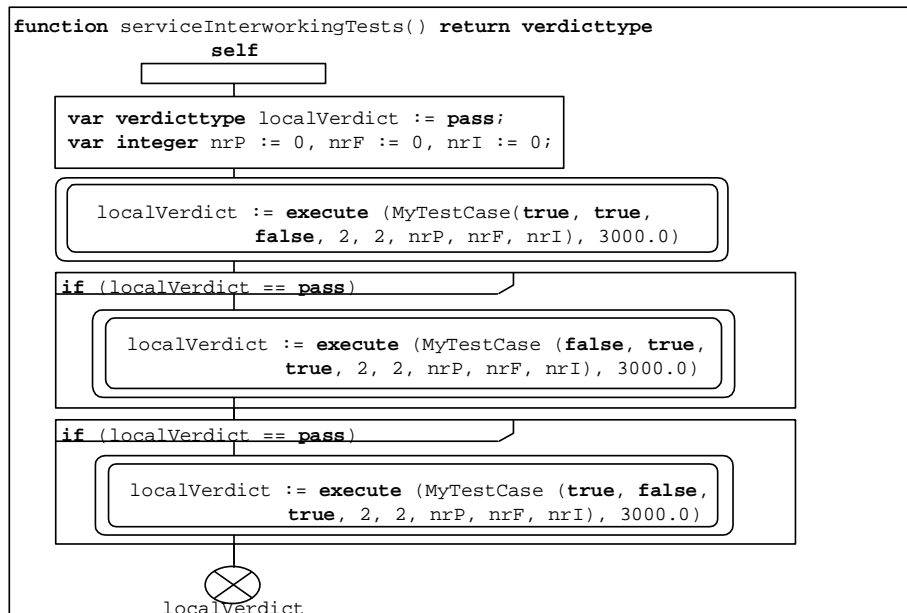 function serviceInterworkingTests() return verdicttype
self
var verdicttype localVerdict := pass;
var integer nrP := 0, nrF := 0, nrI := 0;
localVerdict := execute (MyTestCase(true, true,
false, 2, 2, nrP, nrF, nrI), 3000.0)
if (localVerdict == pass)
localVerdict := execute (MyTestCase (false, true,
true, 2, 2, nrP, nrF, nrI), 3000.0)
if (localVerdict == pass)
localVerdict := execute (MyTestCase (true, false,
true, 2, 2, nrP, nrF, nrI), 3000.0)
localVerdict